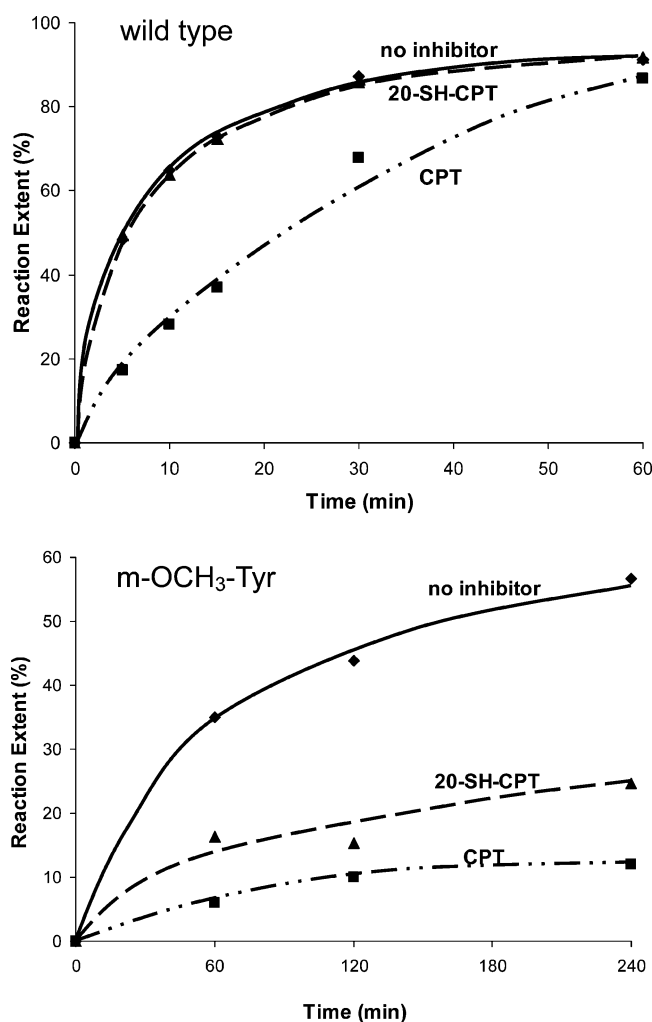 wild type
100
80
60
40
20
0
Reaction Extent (%)
no inhibitor
20-SH-CPT
CPT
0 10 20 30 40 50 60
Time (min)
m-OCH₃-Tyr
60
50
40
30
20
10
0
Reaction Extent (%)
no inhibitor
20-SH-CPT
CPT
0 60 120 180 240
Time (min)